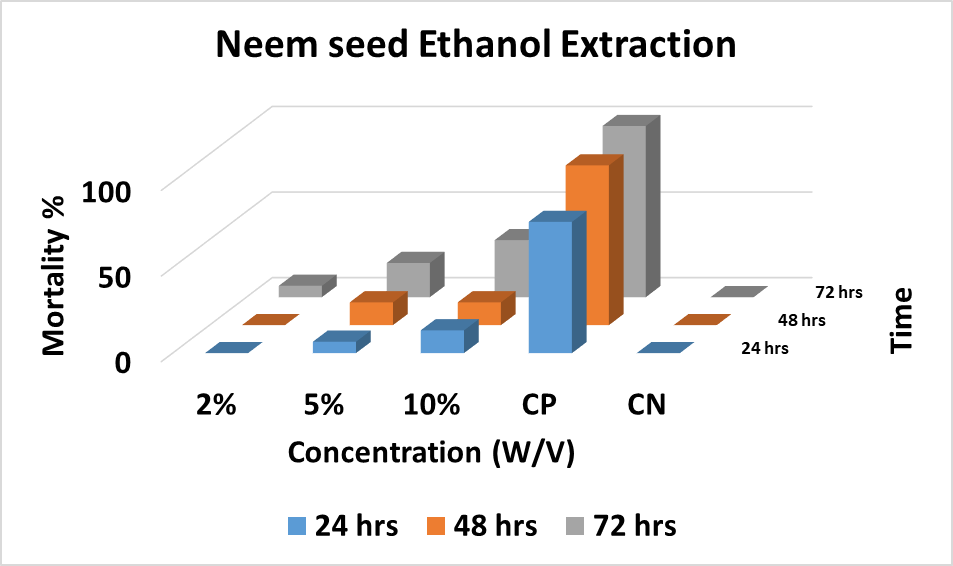 Neem seed Ethanol Extraction
Mortality %
100
50
0
2% 5% 10% CP CN
Concentration (W/V)
72 hrs
48 hrs
24 hrs
Time
24 hrs 48 hrs 72 hrs